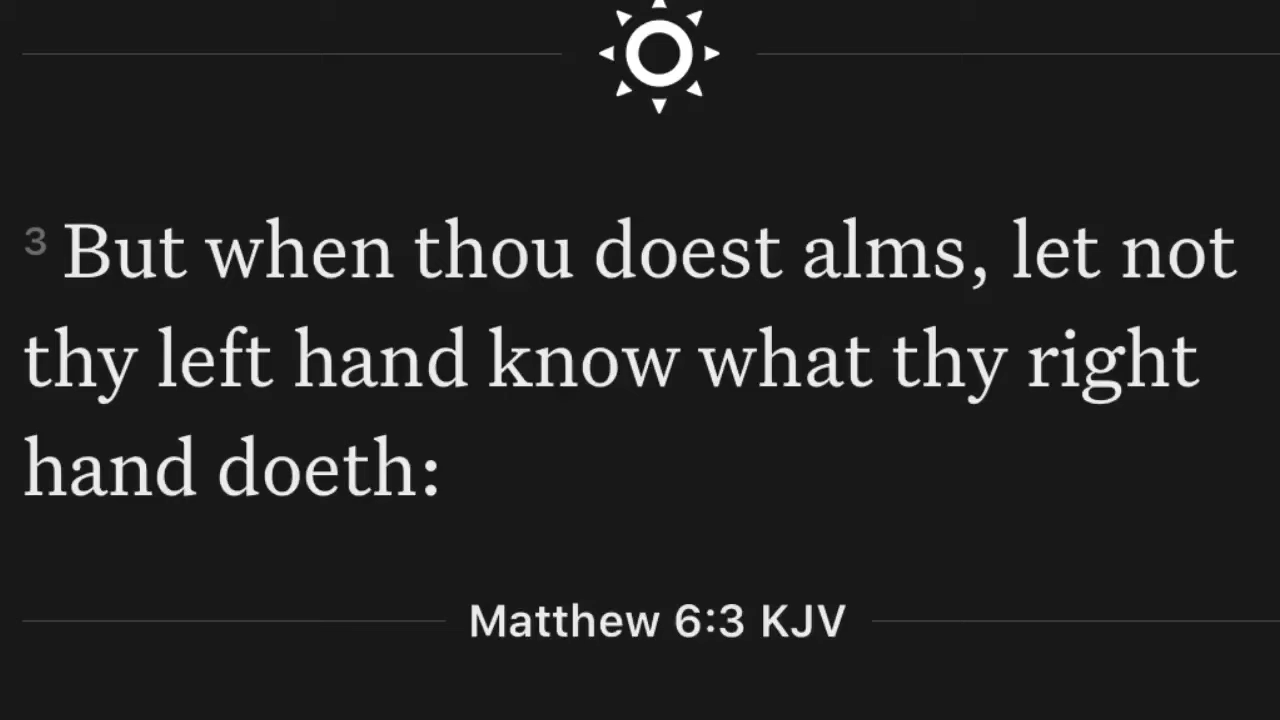 3 But when thou doest alms, let not
thy left hand know what thy right
hand doeth:
Matthew 6:3 KJV